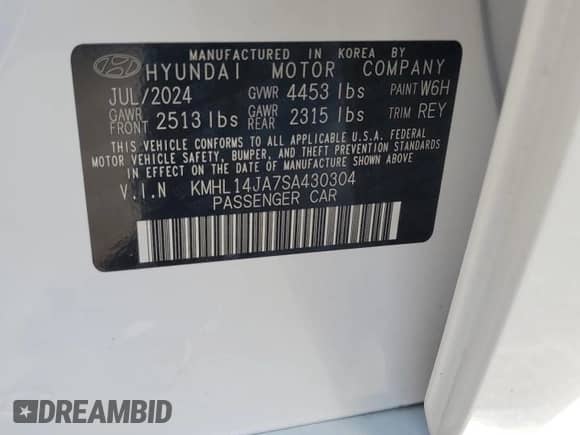 MANUFACTURED IN KOREA BY
HYUNDAI MOTOR COMPANY
JUL/2024 GVWR 4453 lbs PAINT W6H
GAWR FRONT 2513 lbs GAWR REAR 2315 lbs TRIM REY
THIS VEHICLE CONFORMS TO ALL APPLICABLE U.S.A. FEDERAL
MOTOR VEHICLE SAFETY, BUMPER, AND THEFT PREVENTION STANDARDS
IN EFFECT ON THE DATE OF MANUFACTURE SHOWN ABOVE.
V.I.N KMHL14JA7SA430304
PASSENGER CAR
DREAMBID